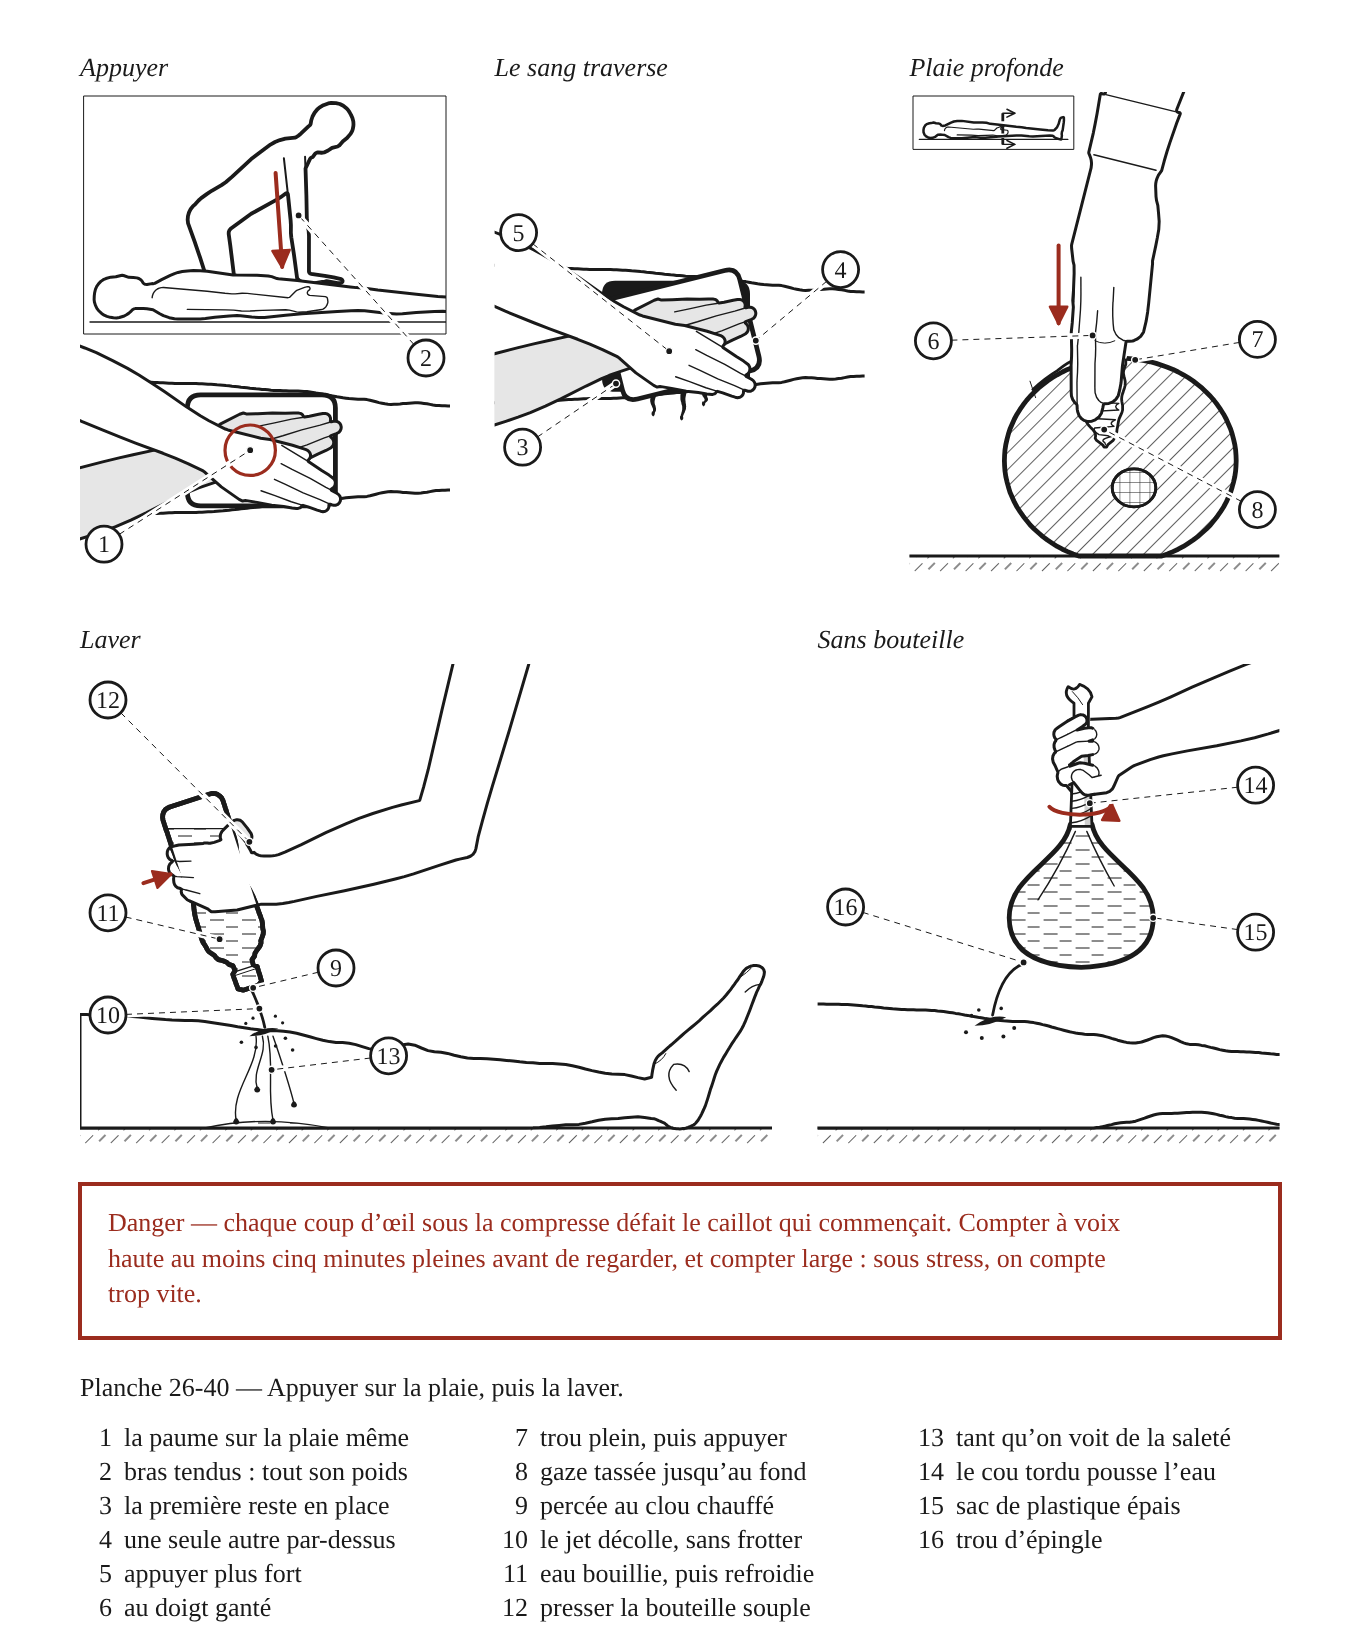 Appuyer
Le sang traverse
Plaie profonde
5
4
6
7
2
3
8
1
Laver
Sans bouteille
12
14
11
16
15
9
10
13
Danger — chaque coup d’œil sous la compresse défait le caillot qui commençait. Compter à voix
haute au moins cinq minutes pleines avant de regarder, et compter large : sous stress, on compte
trop vite.
Planche 26-40 — Appuyer sur la plaie, puis la laver.
1 la paume sur la plaie même
2 bras tendus : tout son poids
3 la première reste en place
4 une seule autre par-dessus
5 appuyer plus fort
6 au doigt ganté
7 trou plein, puis appuyer
8 gaze tassée jusqu’au fond
9 percée au clou chauffé
10 le jet décolle, sans frotter
11 eau bouillie, puis refroidie
12 presser la bouteille souple
13 tant qu’on voit de la saleté
14 le cou tordu pousse l’eau
15 sac de plastique épais
16 trou d’épingle